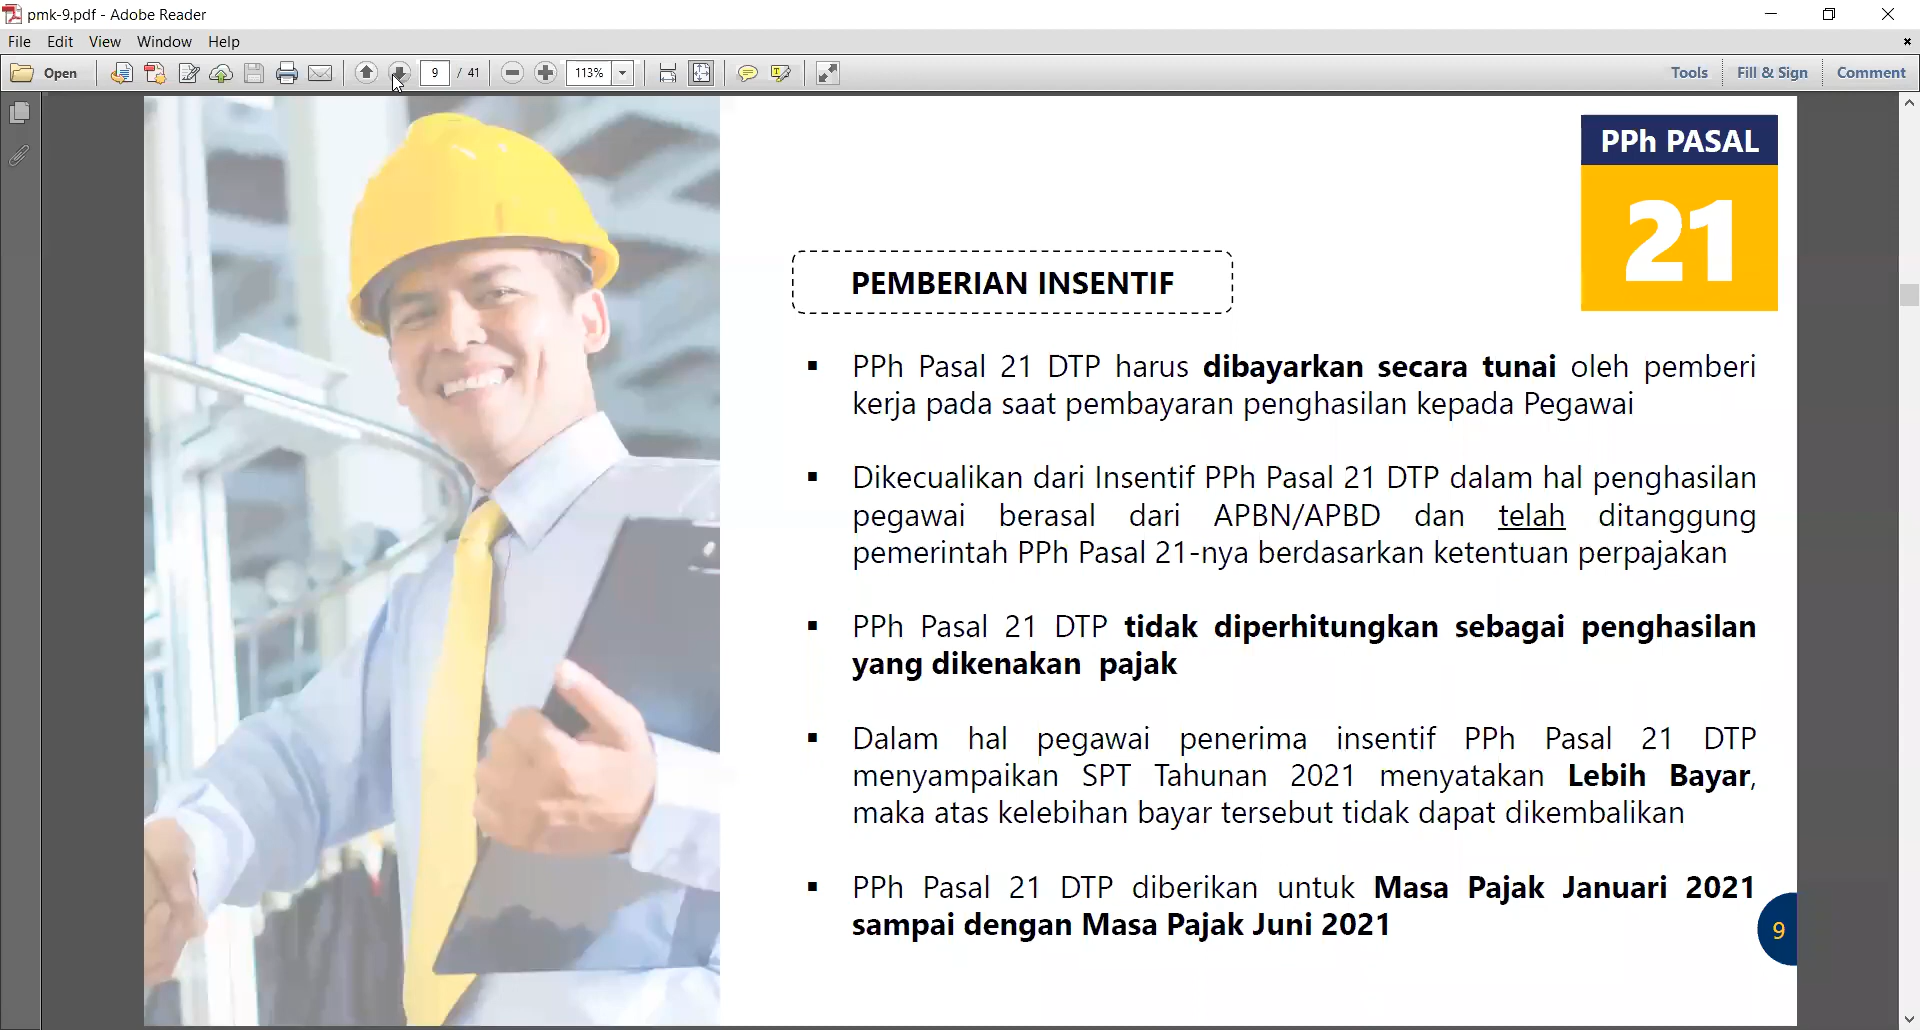 pmk-9.pdf - Adobe Reader
File Edit View Window Help
Open 9 / 41 113% Tools Fill & Sign Comment
PPh PASAL
21
PEMBERIAN INSENTIF
▪ PPh Pasal 21 DTP harus dibayarkan secara tunai oleh pemberi
kerja pada saat pembayaran penghasilan kepada Pegawai
▪ Dikecualikan dari Insentif PPh Pasal 21 DTP dalam hal penghasilan
pegawai berasal dari APBN/APBD dan telah ditanggung
pemerintah PPh Pasal 21-nya berdasarkan ketentuan perpajakan
▪ PPh Pasal 21 DTP tidak diperhitungkan sebagai penghasilan
yang dikenakan pajak
▪ Dalam hal pegawai penerima insentif PPh Pasal 21 DTP
menyampaikan SPT Tahunan 2021 menyatakan Lebih Bayar,
maka atas kelebihan bayar tersebut tidak dapat dikembalikan
▪ PPh Pasal 21 DTP diberikan untuk Masa Pajak Januari 2021
sampai dengan Masa Pajak Juni 2021
9